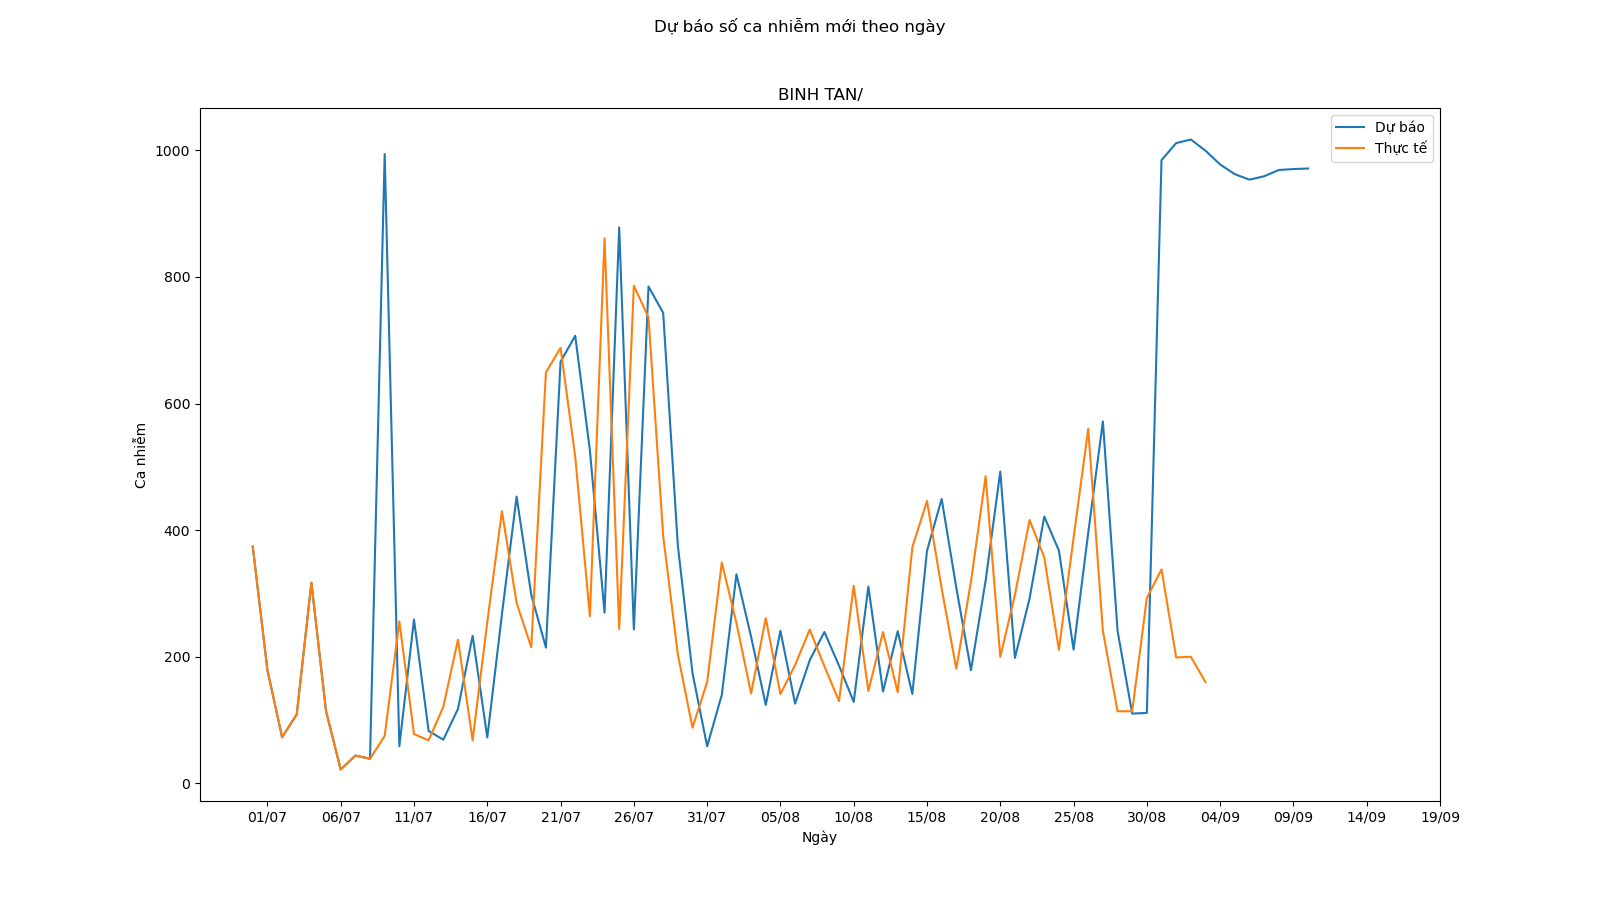 Dự báo số ca nhiễm mới theo ngày
BINH TAN/
Dự báo
Thực tế
1000
800
600
400
200
0
Ca nhiễm
01/07 06/07 11/07 16/07 21/07 26/07 31/07 05/08 10/08 15/08 20/08 25/08 30/08 04/09 09/09 14/09 19/09
Ngày